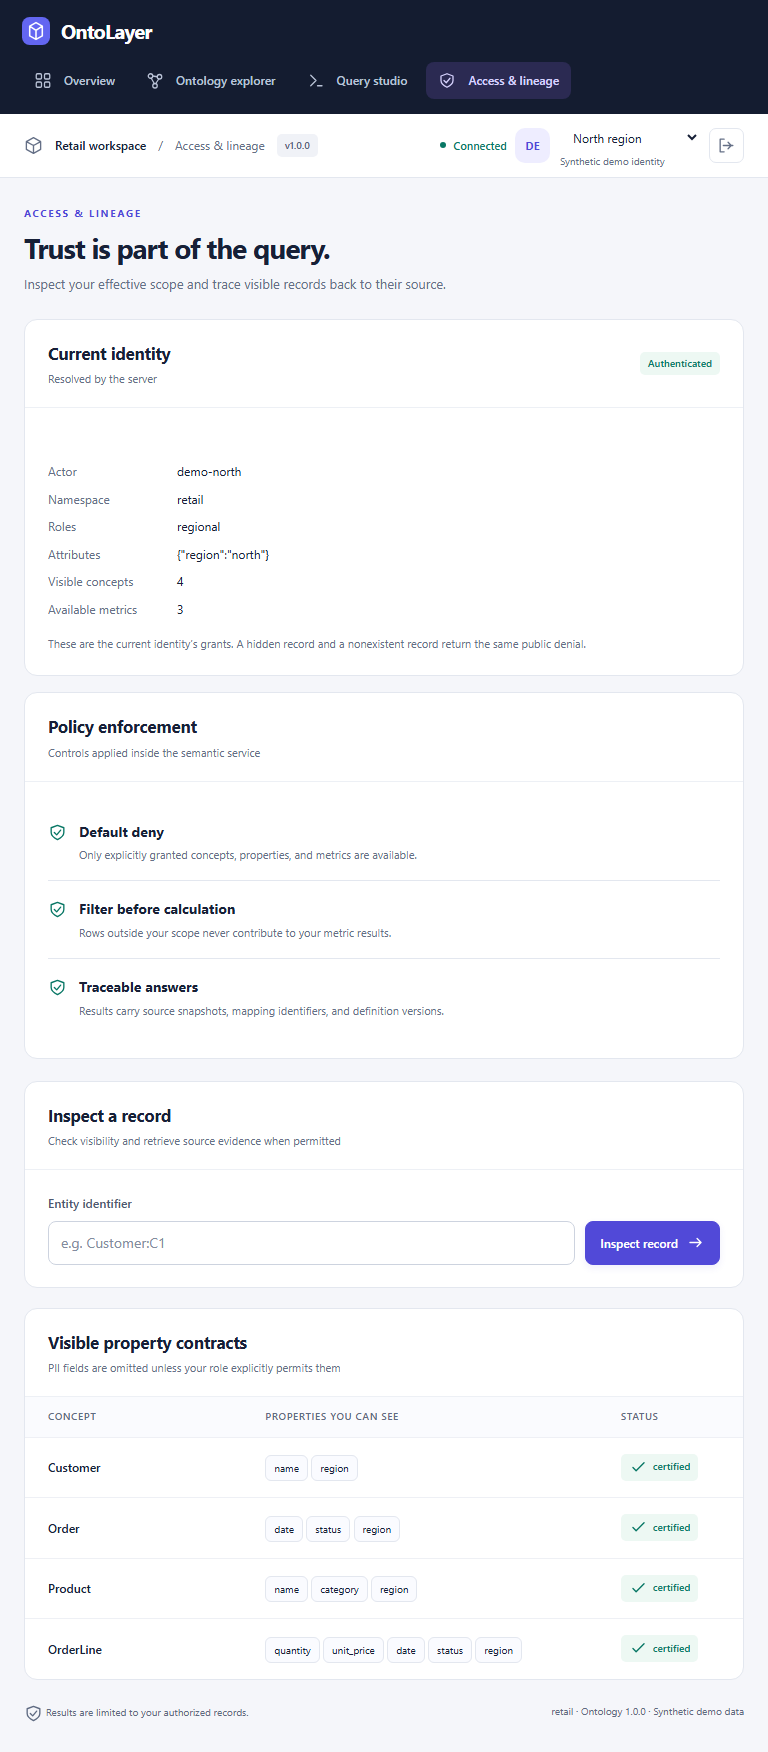 OntoLayer
Overview
Ontology explorer
Query studio
Access & lineage
Retail workspace / Access & lineage v1.0.0
Connected
DE
North region
Synthetic demo identity
ACCESS & LINEAGE
Trust is part of the query.
Inspect your effective scope and trace visible records back to their source.
Current identity
Resolved by the server
Authenticated
Actor demo-north
Namespace retail
Roles regional
Attributes {"region":"north"}
Visible concepts 4
Available metrics 3
These are the current identity's grants. A hidden record and a nonexistent record return the same public denial.
Policy enforcement
Controls applied inside the semantic service
Default deny
Only explicitly granted concepts, properties, and metrics are available.
Filter before calculation
Rows outside your scope never contribute to your metric results.
Traceable answers
Results carry source snapshots, mapping identifiers, and definition versions.
Inspect a record
Check visibility and retrieve source evidence when permitted
Entity identifier
e.g. Customer:C1
Inspect record
Visible property contracts
PII fields are omitted unless your role explicitly permits them
CONCEPT PROPERTIES YOU CAN SEE STATUS
Customer name region certified
Order date status region certified
Product name category region certified
OrderLine quantity unit_price date status region certified
Results are limited to your authorized records.
retail · Ontology 1.0.0 · Synthetic demo data